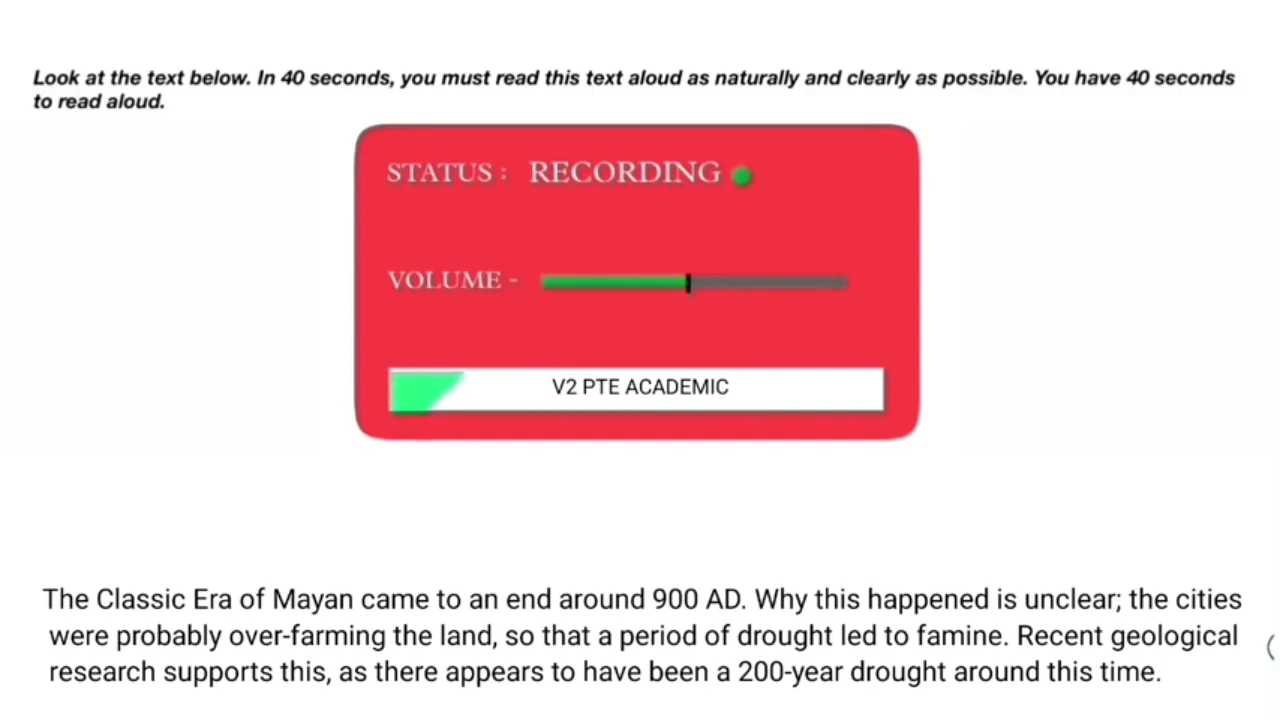 Look at the text below. In 40 seconds, you must read this text aloud as naturally and clearly as possible. You have 40 seconds
to read aloud.
STATUS : RECORDING
VOLUME -
V2 PTE ACADEMIC
The Classic Era of Mayan came to an end around 900 AD. Why this happened is unclear; the cities
were probably over-farming the land, so that a period of drought led to famine. Recent geological
research supports this, as there appears to have been a 200-year drought around this time.